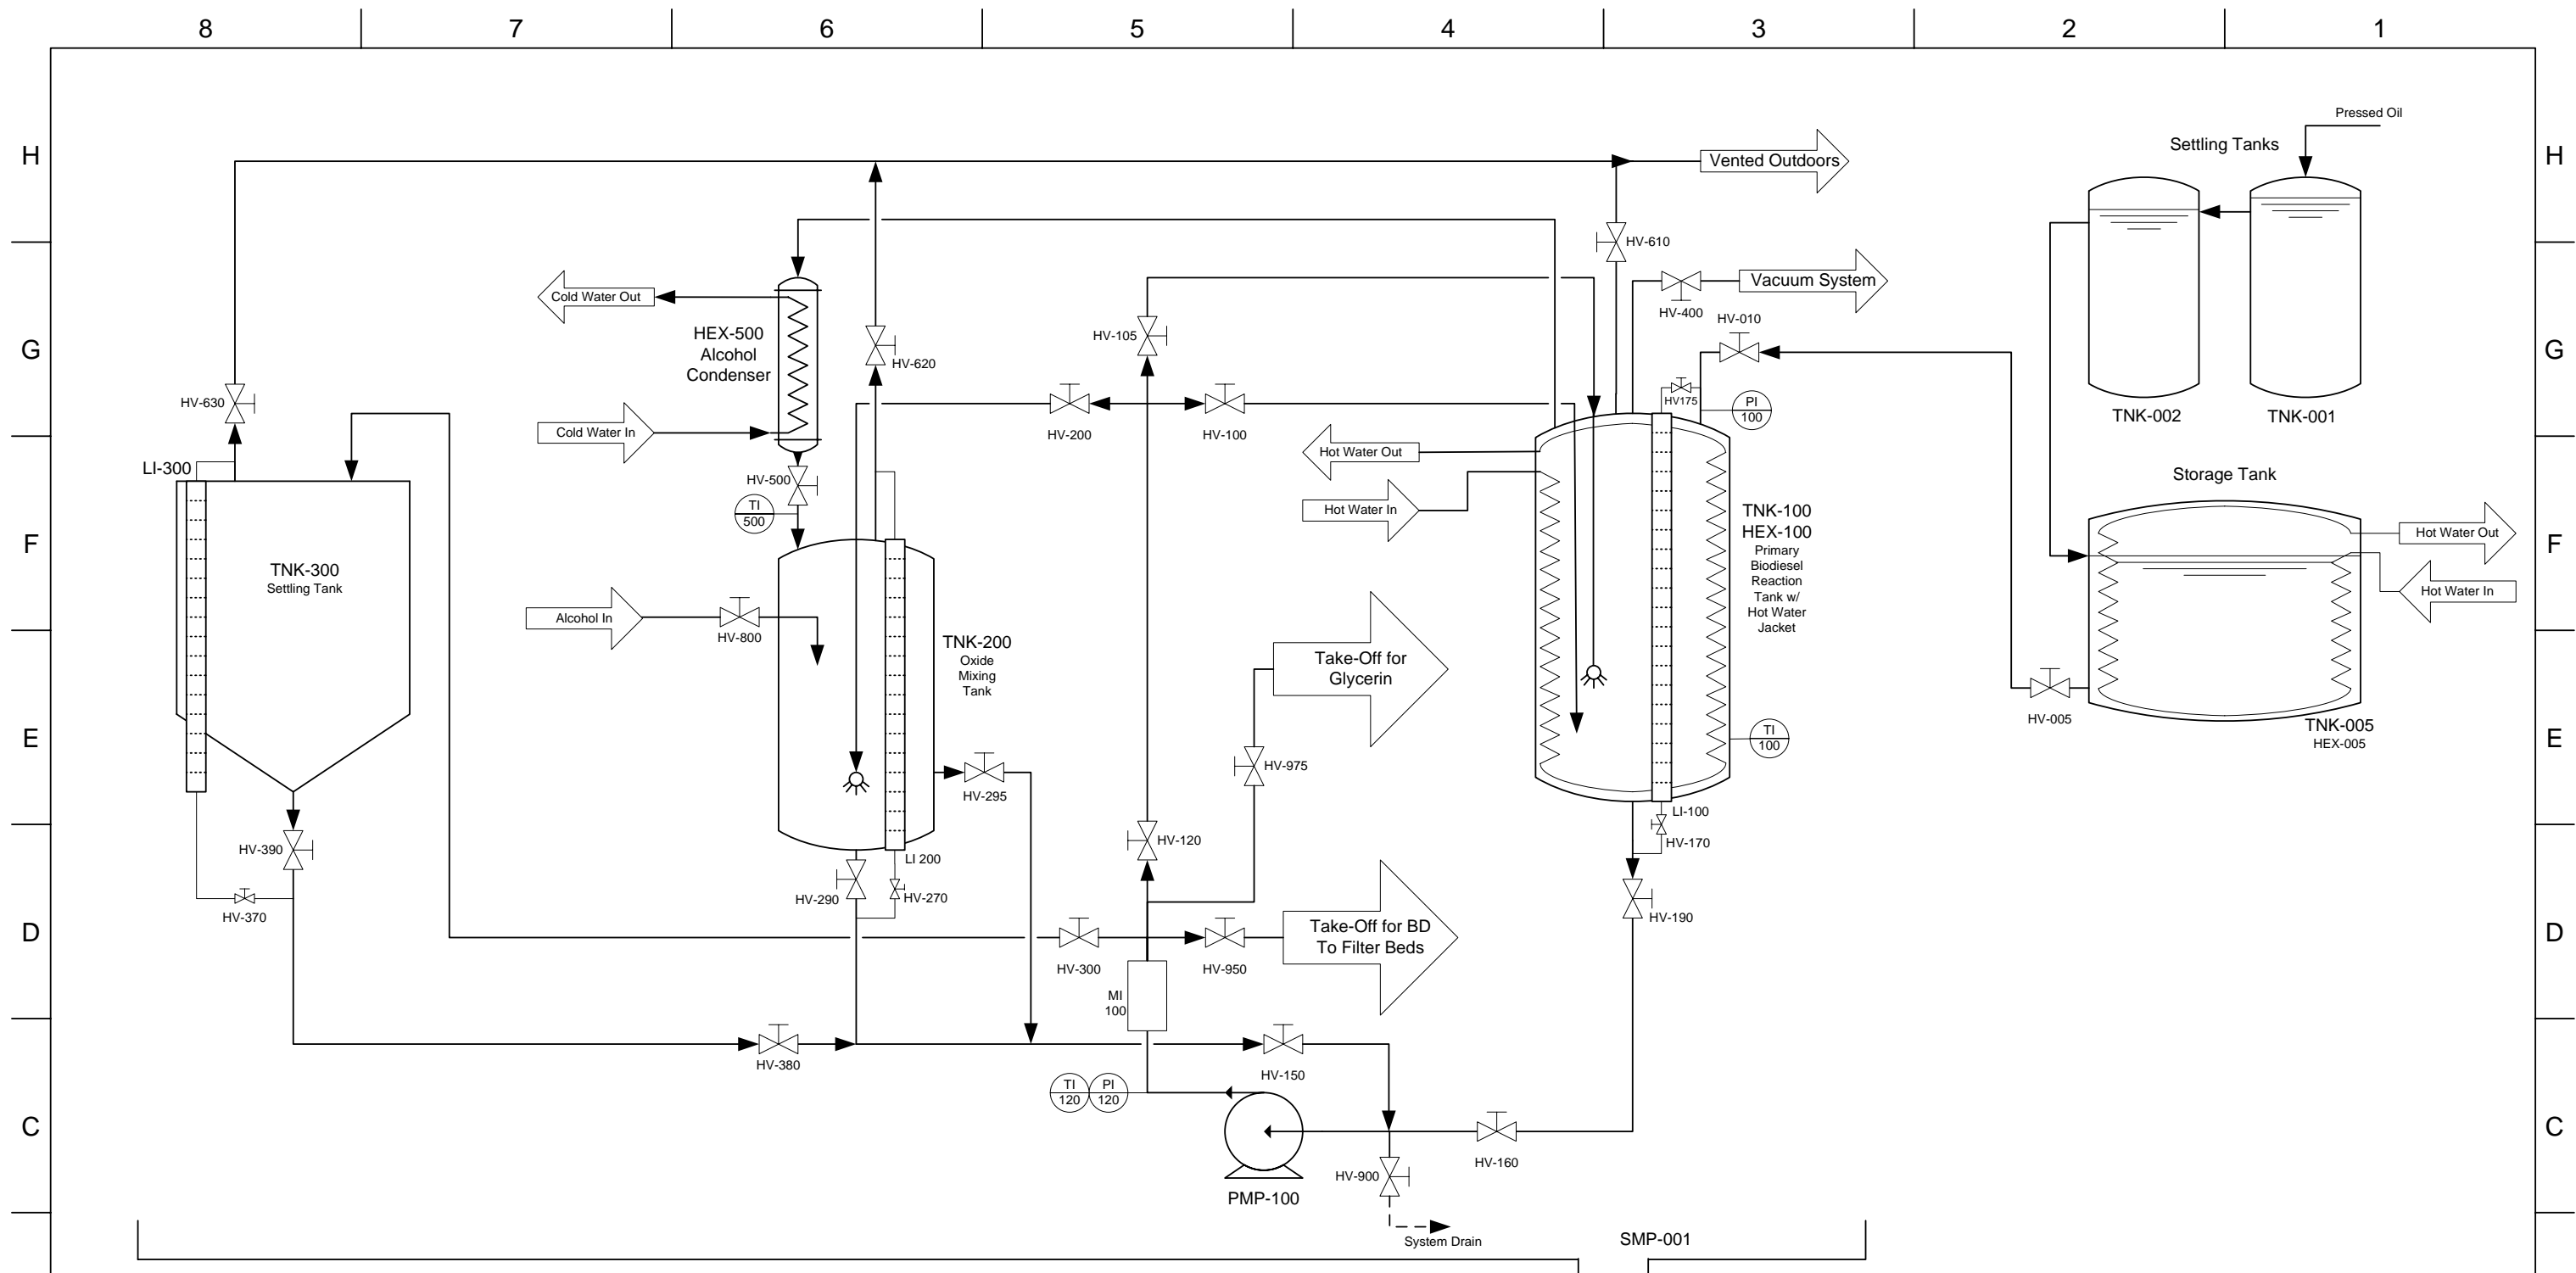 8 7 6 5 4 3 2 1
H
G
F
E
D
C
H
G
F
E
D
C
Pressed Oil
Settling Tanks
TNK-002
TNK-001
Storage Tank
Hot Water Out
Hot Water In
TNK-005
HEX-005
HV-005
Vented Outdoors
HV-610
Vacuum System
HV-400
HV-010
HV175
PI
100
TNK-100
HEX-100
Primary
Biodiesel
Reaction
Tank w/
Hot Water
Jacket
TI
100
LI-100
HV-170
HV-190
Hot Water Out
Hot Water In
HV-105
HV-200
HV-100
Cold Water Out
HEX-500
Alcohol
Condenser
Cold Water In
HV-620
HV-500
TI
500
HV-630
LI-300
TNK-300
Settling Tank
Alcohol In
HV-800
TNK-200
Oxide
Mixing
Tank
HV-295
LI 200
HV-290
HV-270
HV-390
HV-370
Take-Off for
Glycerin
HV-975
HV-120
Take-Off for BD
To Filter Beds
HV-300
HV-950
MI
100
HV-380
HV-150
TI
120
PI
120
PMP-100
HV-160
HV-900
System Drain
SMP-001